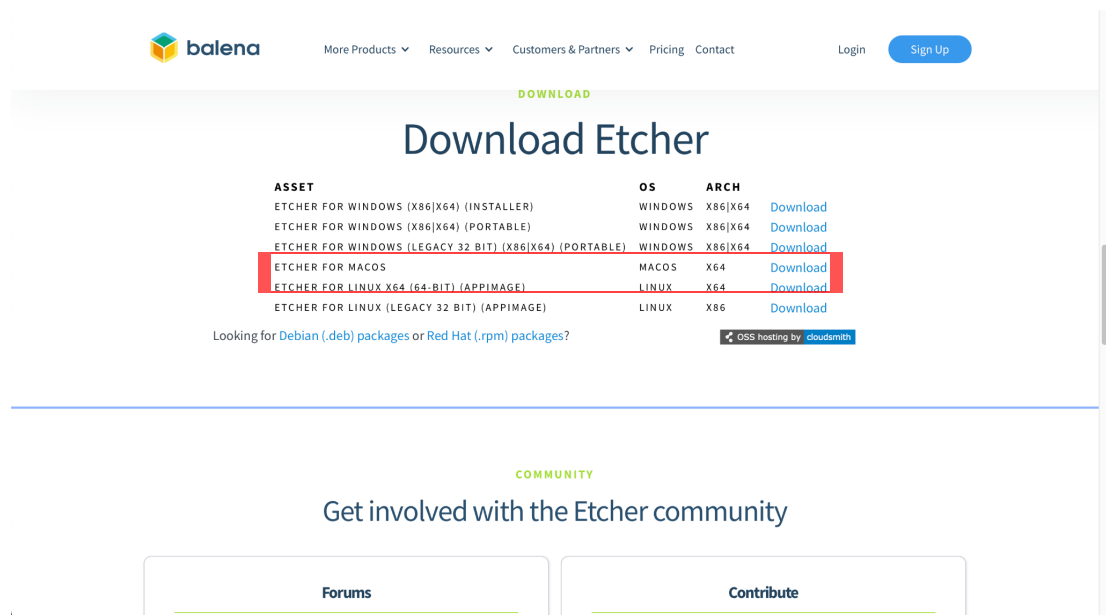 balena
More Products Resources Customers & Partners Pricing Contact Login Sign Up
DOWNLOAD
Download Etcher
ASSET OS ARCH
ETCHER FOR WINDOWS (X86|X64) (INSTALLER) WINDOWS X86|X64 Download
ETCHER FOR WINDOWS (X86|X64) (PORTABLE) WINDOWS X86|X64 Download
ETCHER FOR WINDOWS (LEGACY 32 BIT) (X86|X64) (PORTABLE) WINDOWS X86|X64 Download
ETCHER FOR MACOS MACOS X64 Download
ETCHER FOR LINUX X64 (64-BIT) (APPIMAGE) LINUX X64 Download
ETCHER FOR LINUX (LEGACY 32 BIT) (APPIMAGE) LINUX X86 Download
Looking for Debian (.deb) packages or Red Hat (.rpm) packages? OSS hosting by cloudsmith
COMMUNITY
Get involved with the Etcher community
Forums Contribute